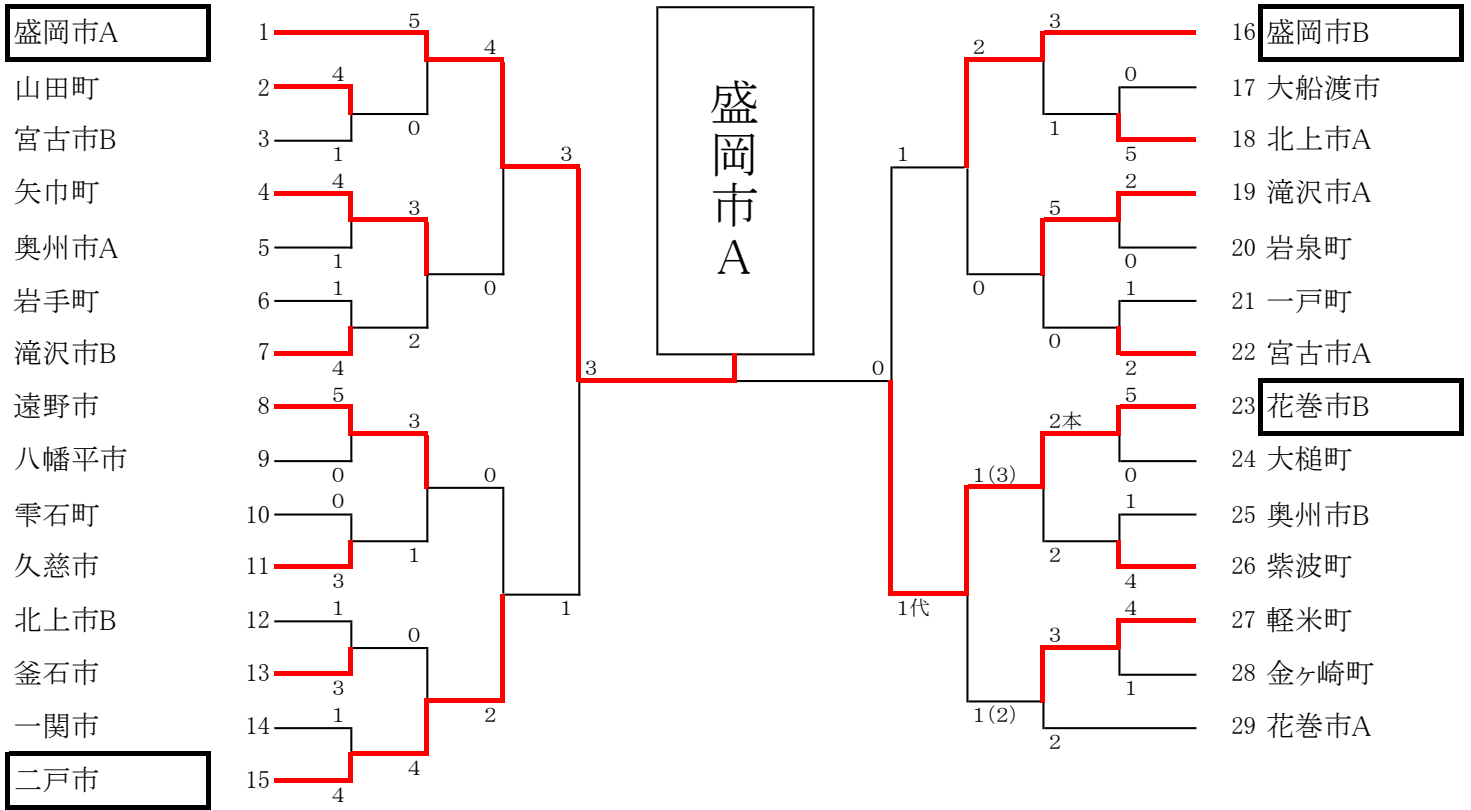 盛岡市A 1 5
4
山田町 2 4
0
宮古市B 3 1
3
矢巾町 4 4
3
奥州市A 5 1
0
岩手町 6 1
2
滝沢市B 7 4
3
遠野市 8 5
3
八幡平市 9 0
0
雫石町 10 0
1
久慈市 11 3
1
北上市B 12 1
0
釜石市 13 3
2
一関市 14 1
4
二戸市 15 4
盛岡市A
3 16 盛岡市B
2
0 17 大船渡市
1
5 18 北上市A
1
2 19 滝沢市A
5
0 20 岩泉町
0
1 21 一戸町
0
2 22 宮古市A
0
5 23 花巻市B
2本
0 24 大槌町
1(3)
1 25 奥州市B
2
4 26 紫波町
1代
4 27 軽米町
3
1 28 金ヶ崎町
1(2)
2 29 花巻市A